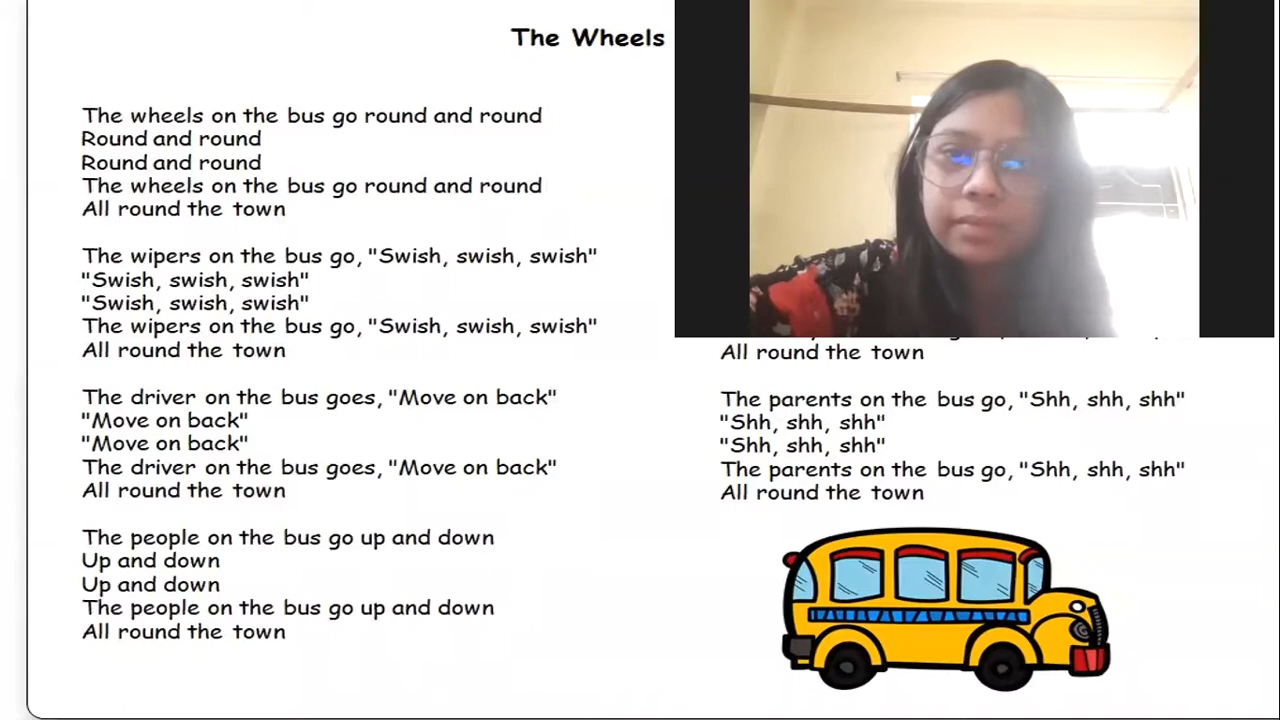 The Wheels
The wheels on the bus go round and round
Round and round
Round and round
The wheels on the bus go round and round
All round the town
The wipers on the bus go, "Swish, swish, swish"
"Swish, swish, swish"
"Swish, swish, swish"
The wipers on the bus go, "Swish, swish, swish"
All round the town
The driver on the bus goes, "Move on back"
"Move on back"
"Move on back"
The driver on the bus goes, "Move on back"
All round the town
The people on the bus go up and down
Up and down
Up and down
The people on the bus go up and down
All round the town
All round the town
The parents on the bus go, "Shh, shh, shh"
"Shh, shh, shh"
"Shh, shh, shh"
The parents on the bus go, "Shh, shh, shh"
All round the town